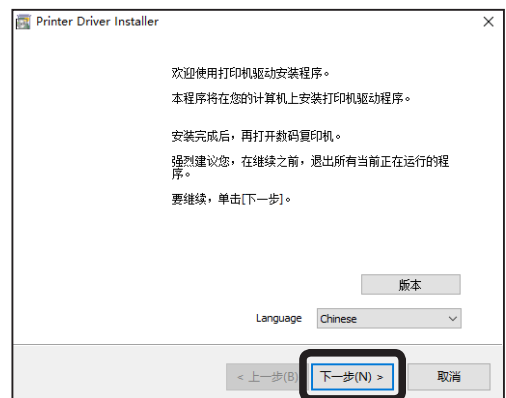 Printer Driver Installer
欢迎使用打印机驱动安装程序。
本程序将在您的计算机上安装打印机驱动程序。
安装完成后，再打开数码复印机。
强烈建议您，在继续之前，退出所有当前正在运行的程
序。
要继续，单击[下一步]。
版本
Language Chinese
< 上一步(B) 下一步(N) > 取消